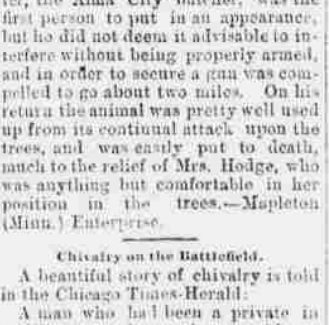 ter, the Alma City butcher, was the
first person to put in an appearance,
but he did not deem it advisable to in-
terfere without being properly armed,
and in order to secure a gun was com-
pelled to go about two miles. On his
return the animal was pretty well used
up from its continual attack upon the
trees, and was easily put to death,
much to the relief of Mrs. Hodge, who
was anything but comfortable in her
position in the trees.—Mapleton
(Minn.) Enterprise.
Chivalry on the Battlefield.
A beautiful story of chivalry is told
in the Chicago Times-Herald:
A man who had been a private in